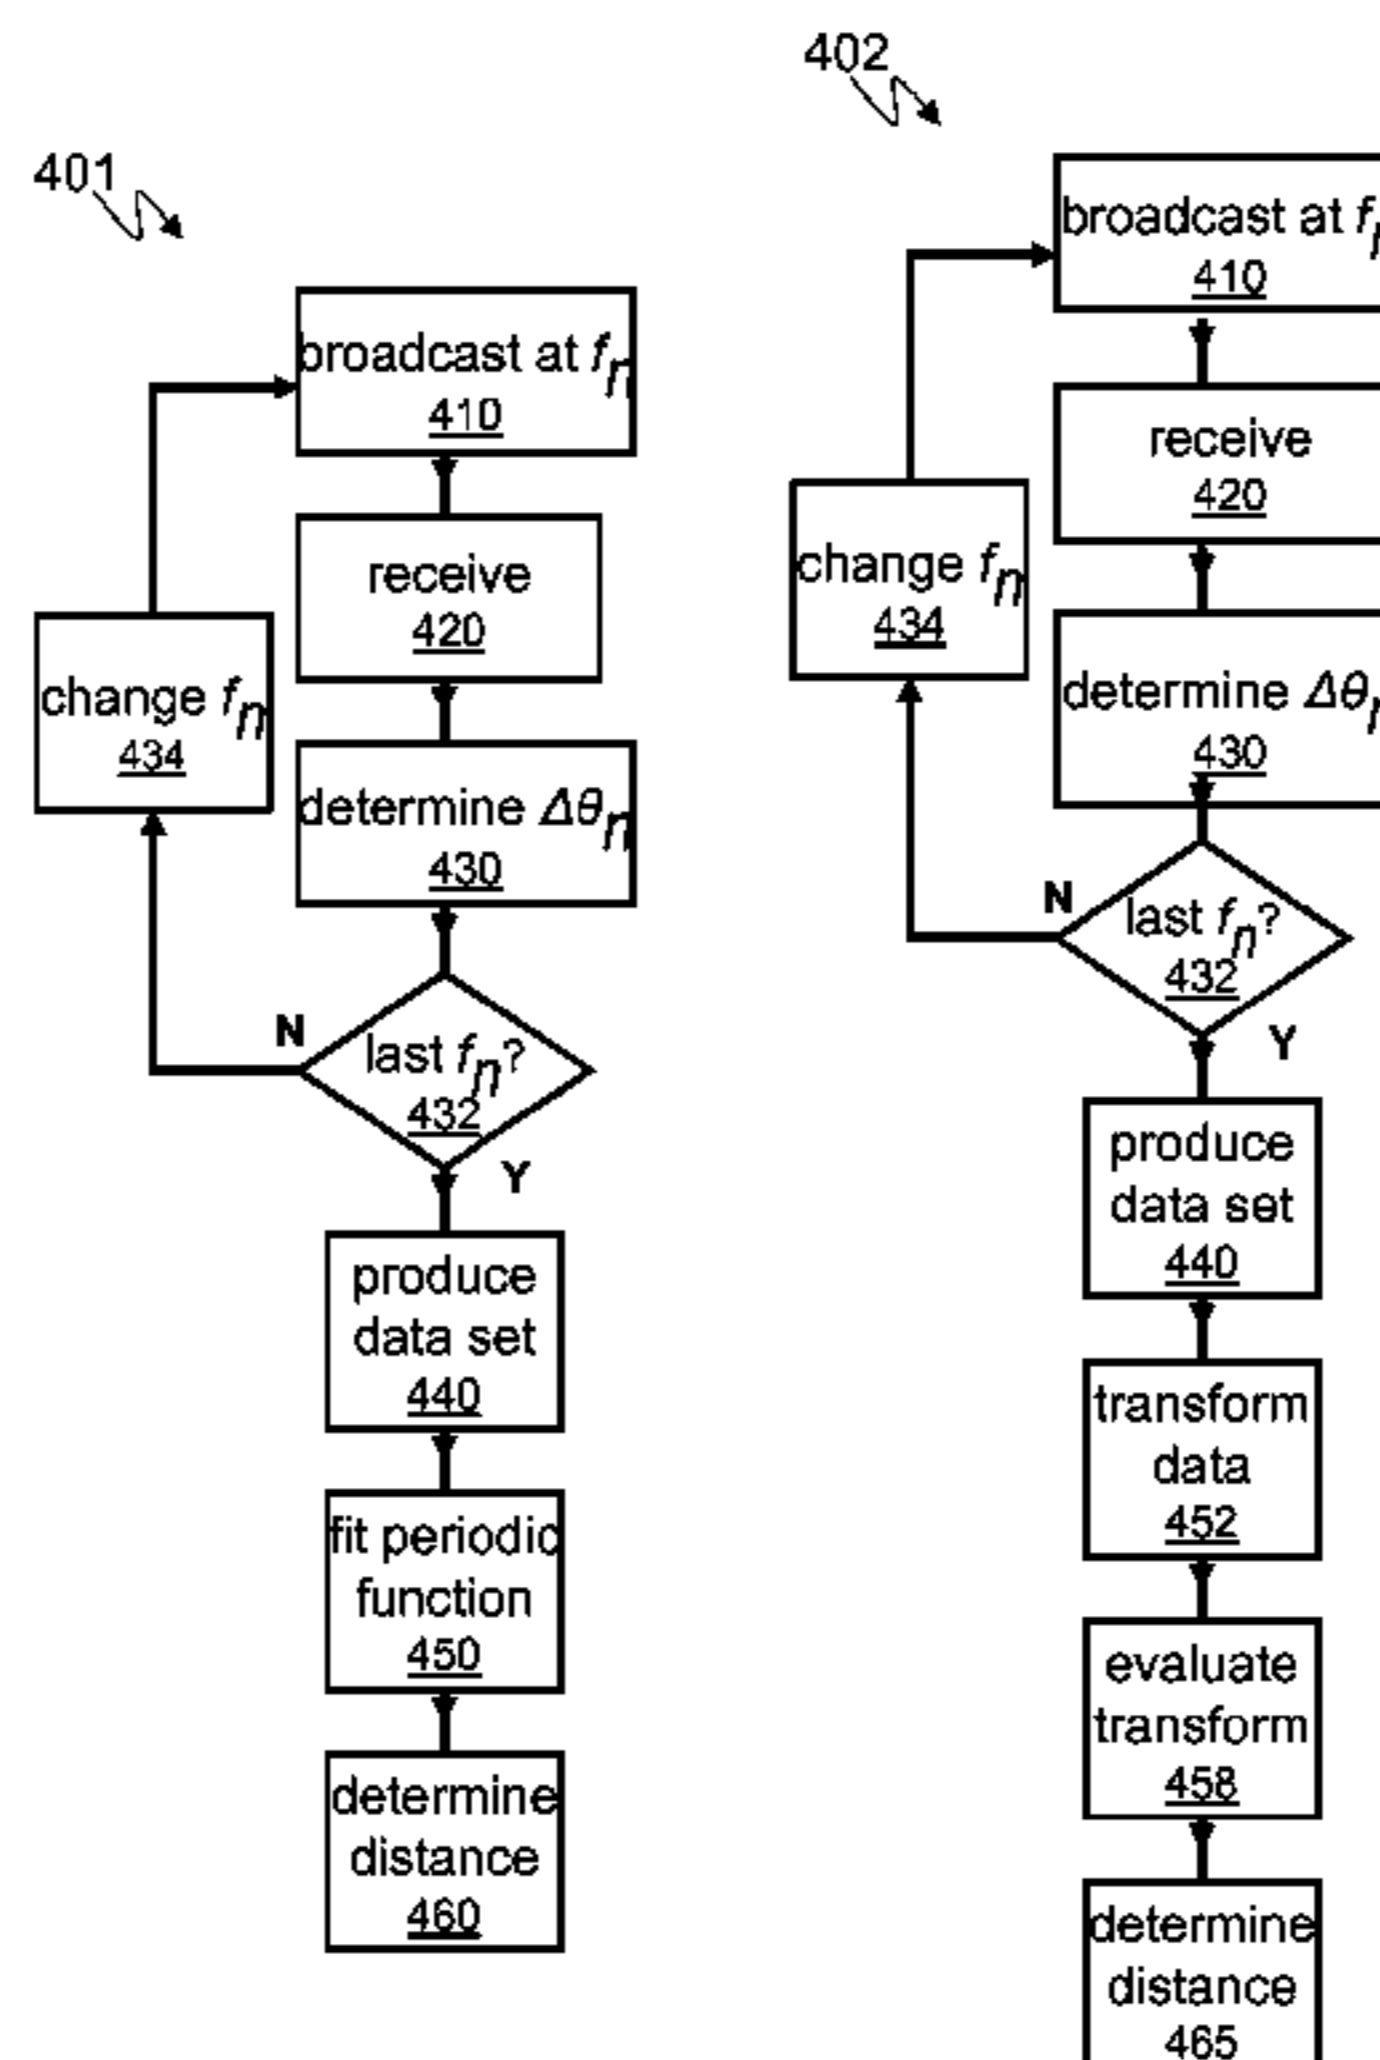 401
broadcast at fn
410
receive
420
change fn
434
determine Δθn
430
N
last fn?
432
Y
produce
data set
440
fit periodic
function
450
determine
distance
460
402
broadcast at fn
410
receive
420
change fn
434
determine Δθn
430
N
last fn?
432
Y
produce
data set
440
transform
data
452
evaluate
transform
458
determine
distance
465